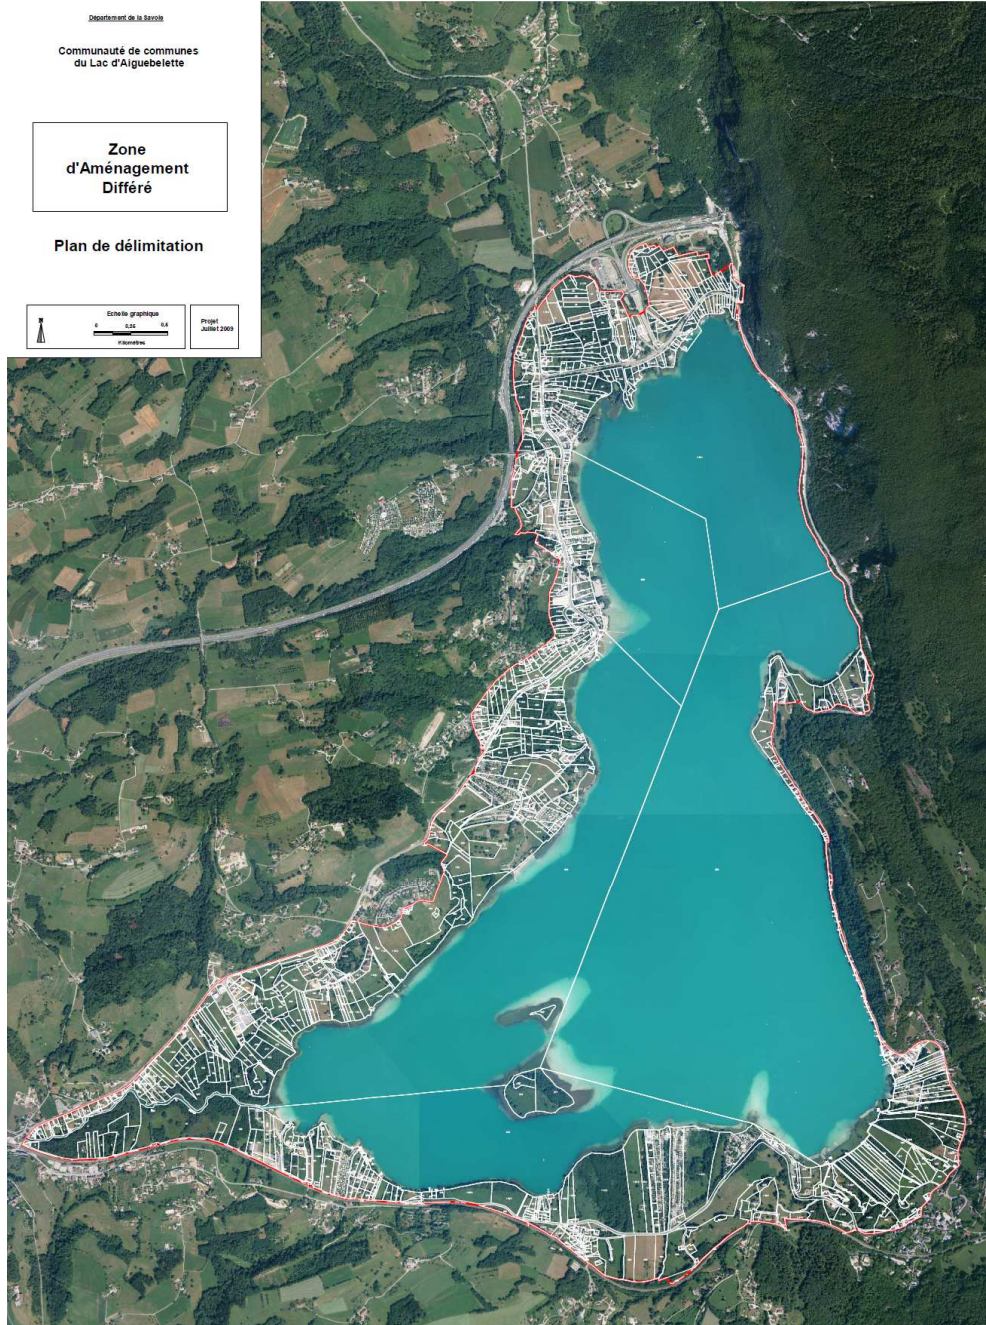 Département de la Savoie
Communauté de communes
du Lac d'Aiguebelette
Zone
d'Aménagement
Différé
Plan de délimitation
Echelle graphique
0 0,25 0,5
Kilomètres
N
Projet
Juillet 2009